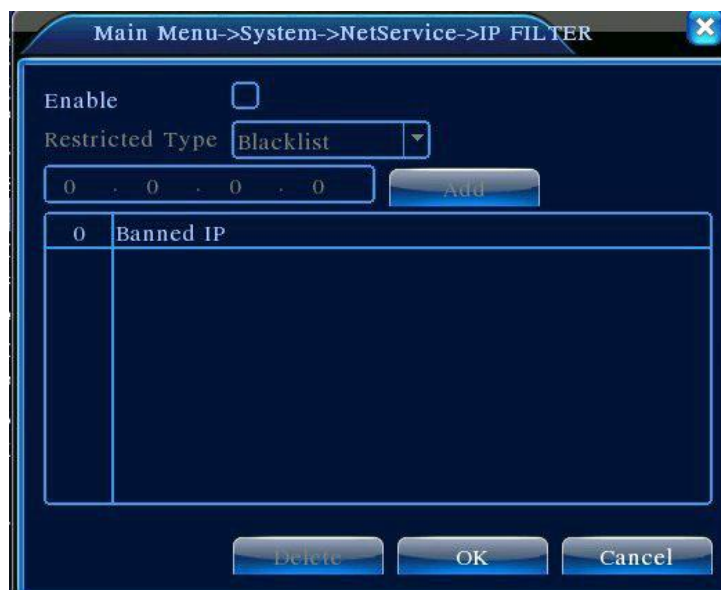 Main Menu->System->NetService->IP FILTER
Enable
Restricted Type Blacklist
0 . 0 . 0 . 0 Add
0 Banned IP
Delete OK Cancel